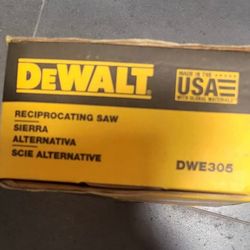 DEWALT
MADE IN THE
USA
WITH GLOBAL MATERIALS
RECIPROCATING SAW
SIERRA
ALTERNATIVA
SCIE ALTERNATIVE
DWE305